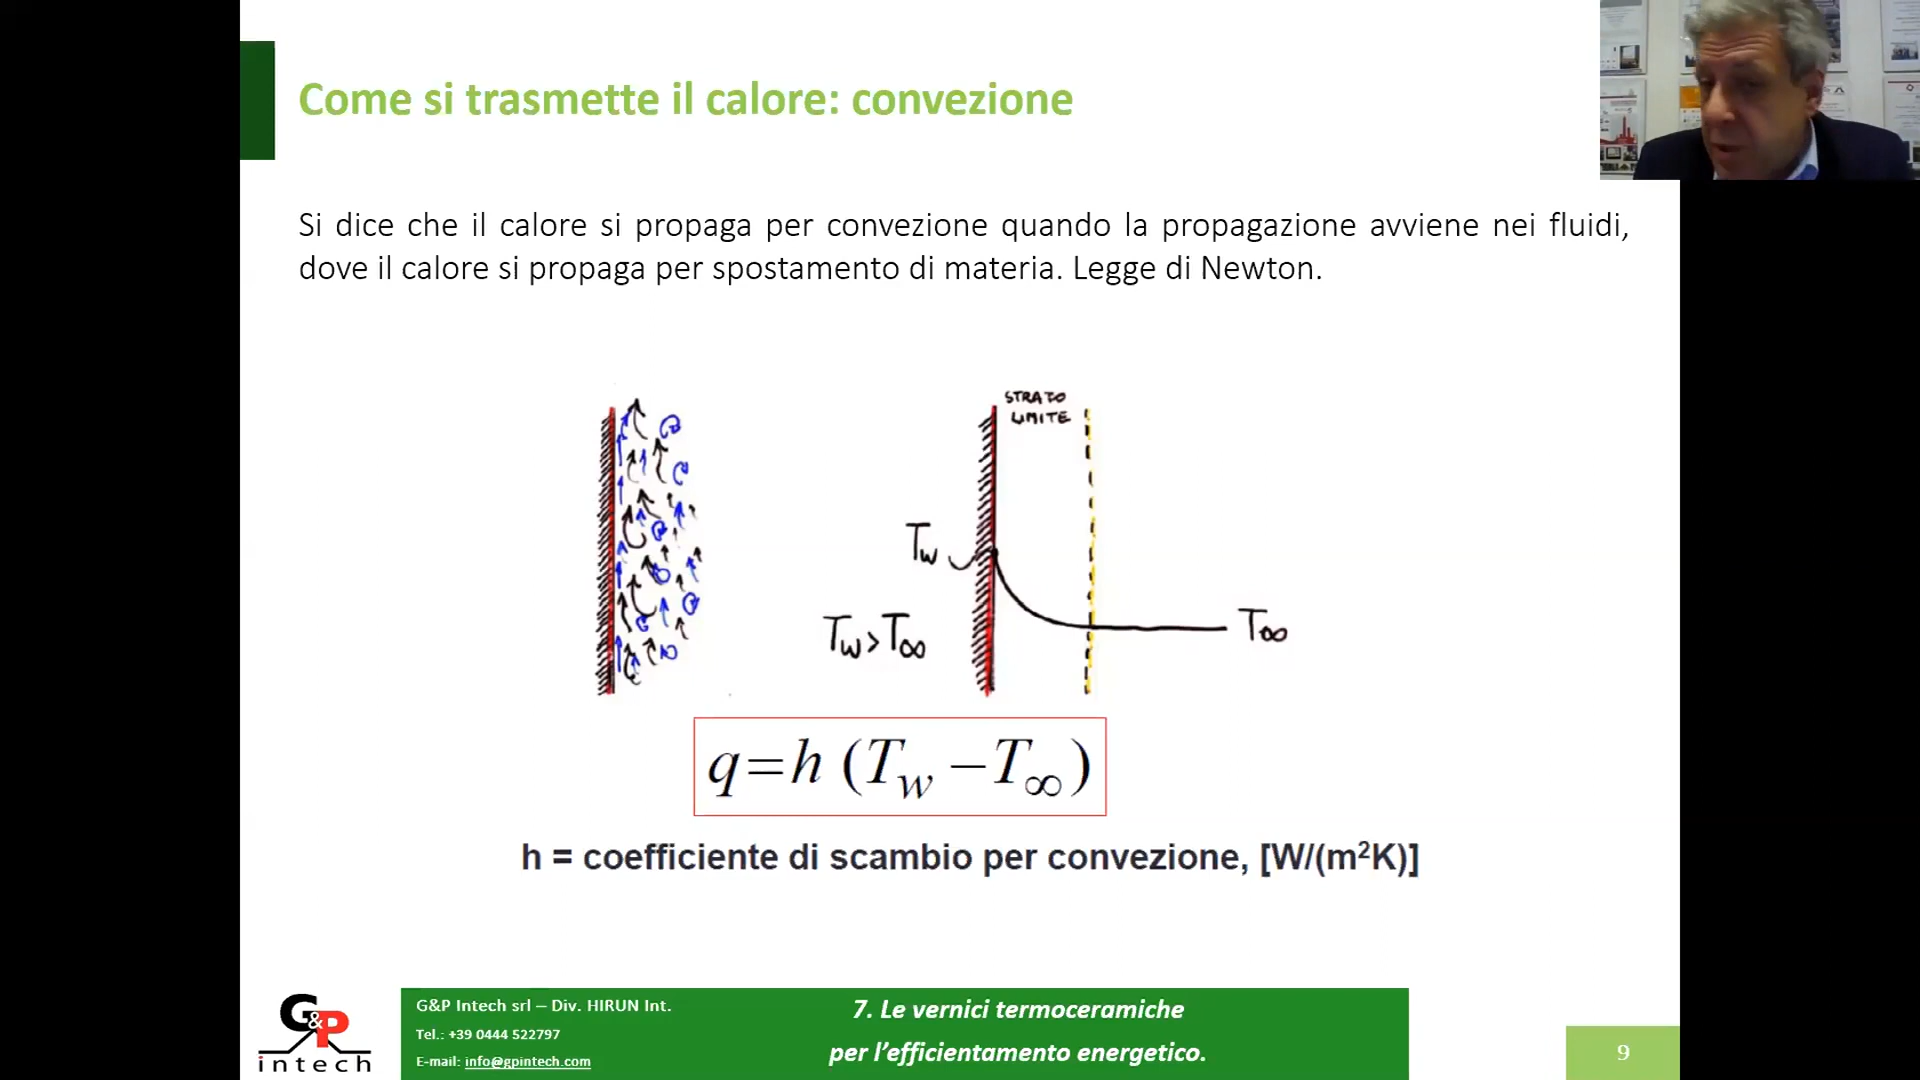 Come si trasmette il calore: convezione
Si dice che il calore si propaga per convezione quando la propagazione avviene nei fluidi,
dove il calore si propaga per spostamento di materia. Legge di Newton.
STRATO
LIMITE
Tw
Tw>T∞
T∞
q=h (Tw−T∞)
h = coefficiente di scambio per convezione, [W/(m²K)]
G&P
intech
G&P Intech srl – Div. HIRUN Int.
Tel.: +39 0444 522797
E-mail: info@gpintech.com
7. Le vernici termoceramiche
per l’efficientamento energetico.
9